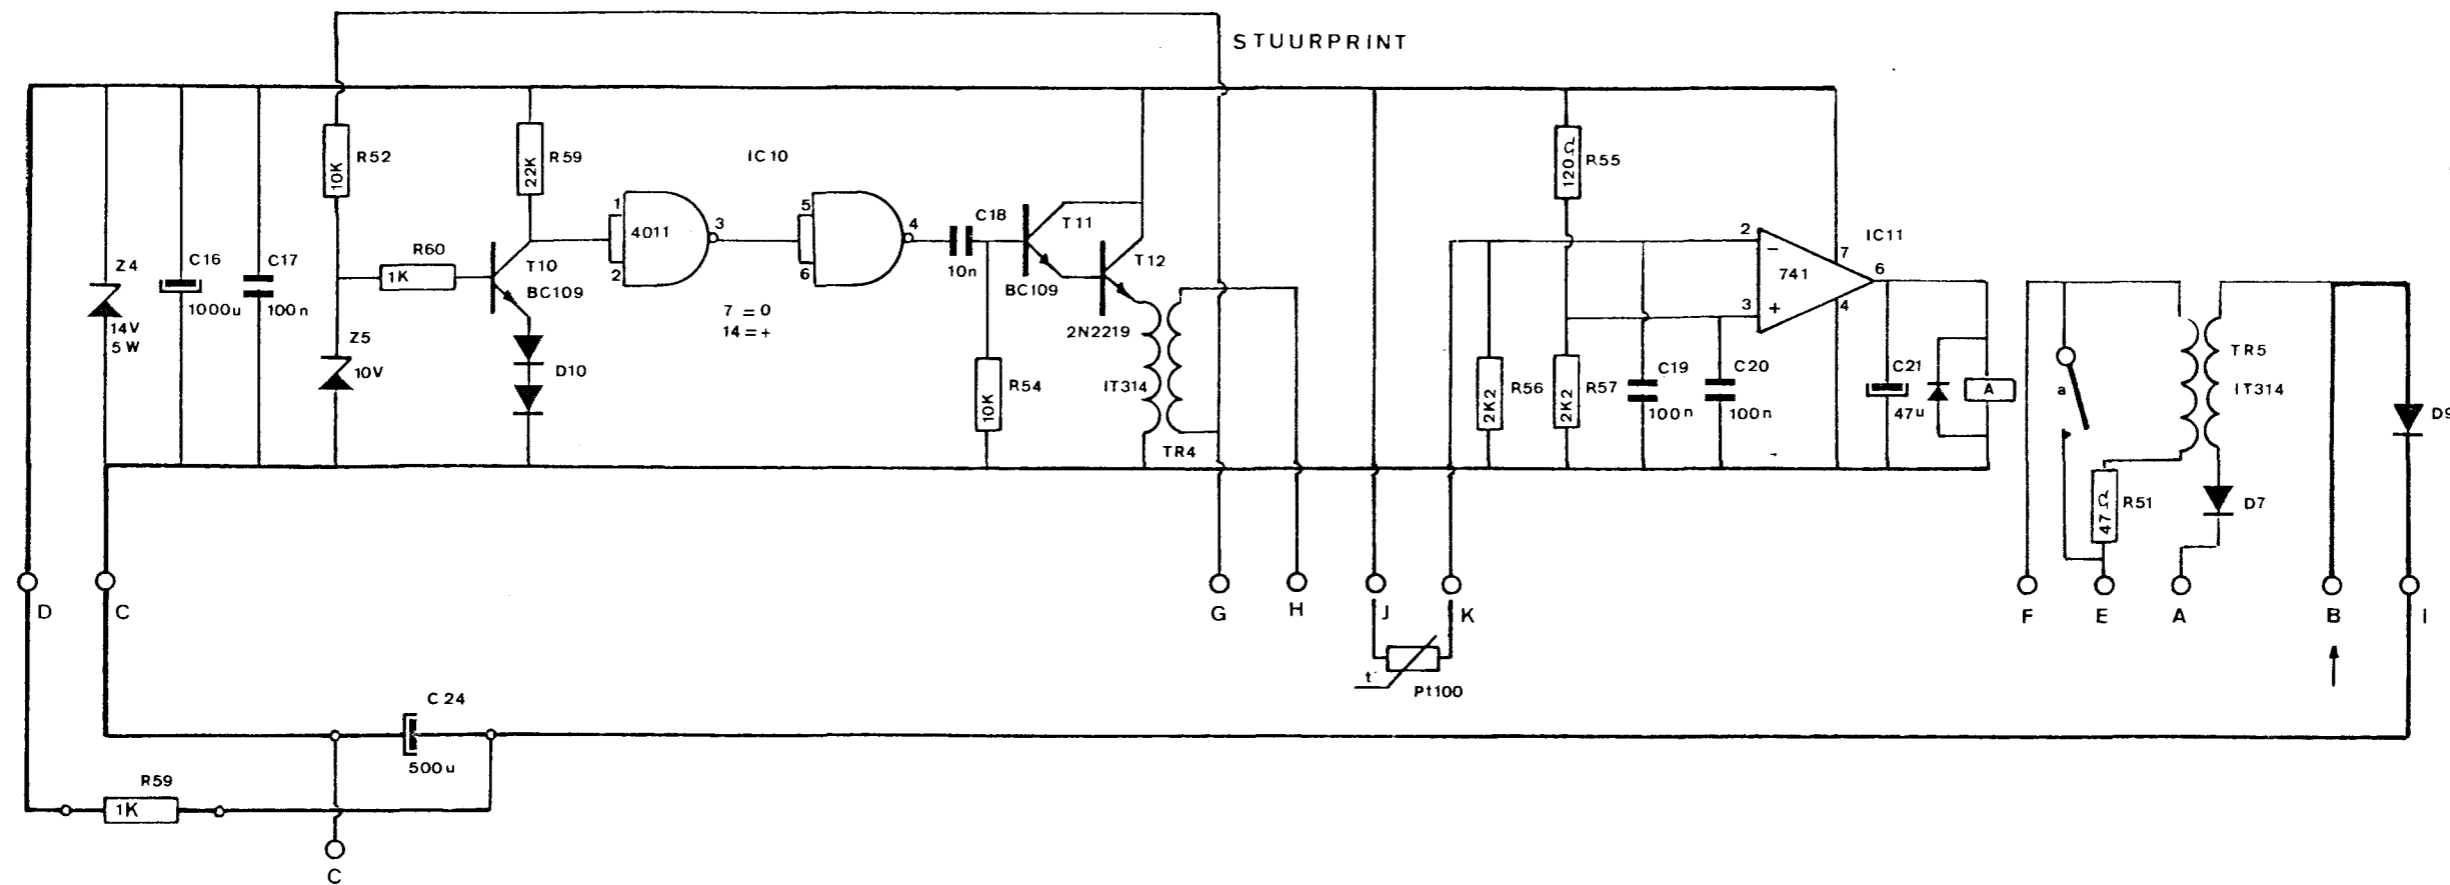 STUURPRINT
R52
10K
R59
22K
IC10
R55
120Ω
Z4
14V
5W
C16
1000u
C17
100n
R60
1K
T10
BC109
Z5
10V
D10
1
2
4011
3
5
6
4
7 = 0
14 = +
C18
10n
T11
BC109
T12
2N2219
R54
10K
IT314
TR4
2
3
−
+
741
7
6
4
IC11
R56
2K2
R57
2K2
C19
100n
C20
100n
C21
47u
A
a
TR5
IT314
D9
R51
47Ω
D7
D
C
G
H
J
K
F
E
A
B
I
t
Pt100
C24
500u
R59
1K
C